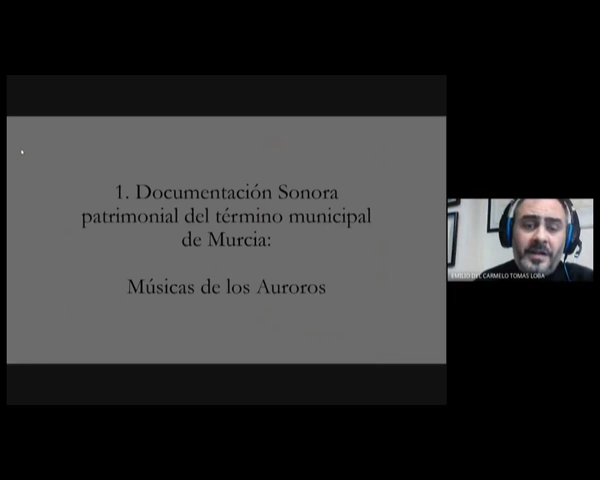 1. Documentación Sonora
patrimonial del término municipal
de Murcia:
Músicas de los Auroros
EMILIO DEL CARMELO TOMAS LOBA